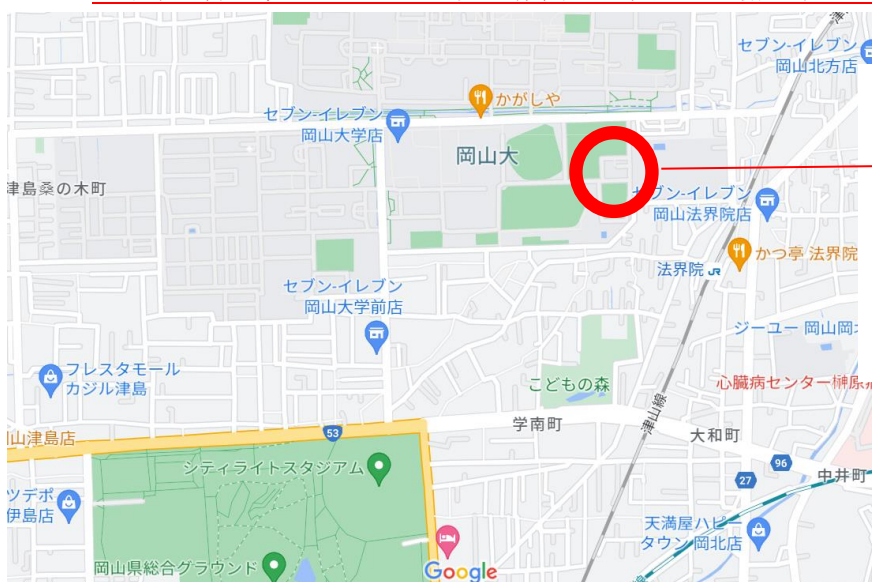 セブン-イレブン
岡山北方店
かがしや
セブン-イレブン
岡山大学店
岡山大
津島桑の木町
セブン-イレブン
岡山法界院店
かつ亭 法界院
法界院 JR
セブン-イレブン
岡山大学前店
ジーユー 岡山岡
フレスタモール
カジル津島
こどもの森
心臓病センター榊原
津山線
学南町
53
大和町
山津島店
シティライトスタジアム
96
27
中井町
ツデポ
伊島店
天満屋ハピー
タウン 岡北店
岡山県総合グラウンド
Google